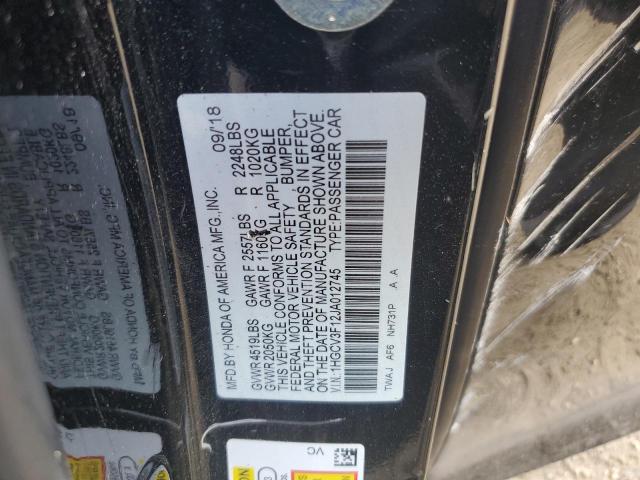 MFD.BY HONDA OF AMERICA MFG.,INC. 09/18
GVWR 4519LBS GAWR F 2557LBS R 2248LBS
GVWR 2050KG GAWR F 1160KG R 1020KG
THIS VEHICLE CONFORMS TO ALL APPLICABLE
FEDERAL MOTOR VEHICLE SAFETY, BUMPER,
AND THEFT PREVENTION STANDARDS IN EFFECT
ON THE DATE OF MANUFACTURE SHOWN ABOVE.
V.I.N.:1HGCV3F12JA012745 TYPE:PASSENGER CAR
TWAJ AF6 NH731P A A
VC